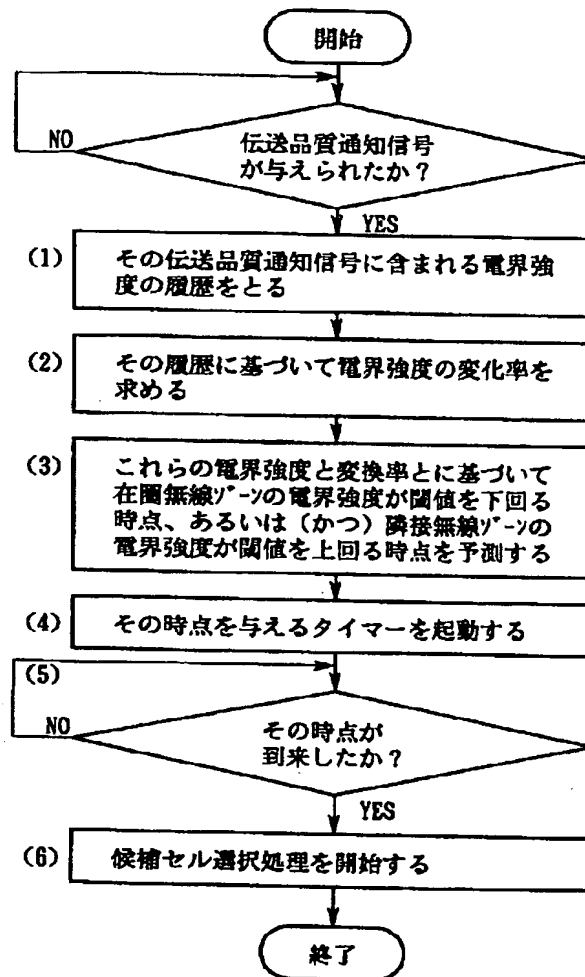 開始
NO
伝送品質通知信号
が与えられたか？
YES
(1)
その伝送品質通知信号に含まれる電界強
度の履歴をとる
(2)
その履歴に基づいて電界強度の変化率を
求める
(3)
これらの電界強度と変換率とに基づいて
在圏無線ゾーンの電界強度が閾値を下回る
時点、あるいは（かつ）隣接無線ゾーンの
電界強度が閾値を上回る時点を予測する
(4)
その時点を与えるタイマーを起動する
(5)
NO
その時点が
到来したか？
YES
(6)
候補セル選択処理を開始する
終了